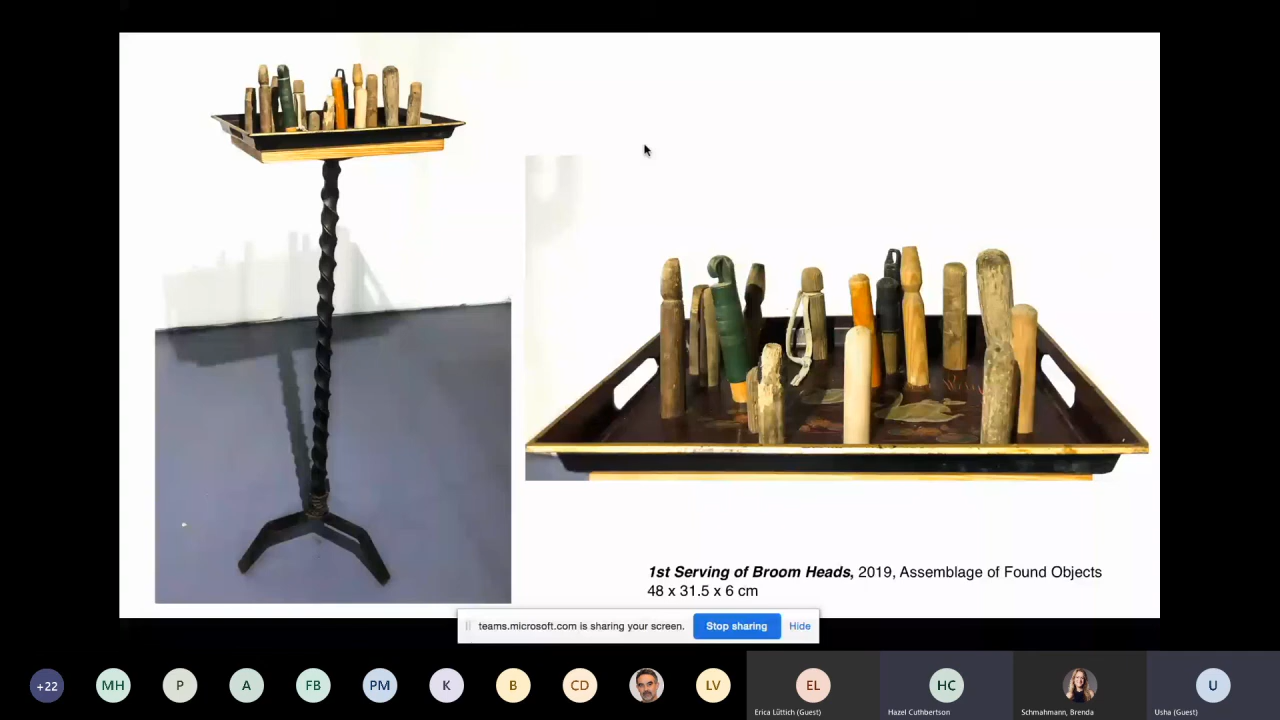 1st Serving of Broom Heads, 2019, Assemblage of Found Objects
48 x 31.5 x 6 cm
teams.microsoft.com is sharing your screen. Stop sharing Hide
+22 MH P A FB PM K B CD LV EL HC U
Erica Lüttich (Guest) Hazel Cuthbertson Schmahmann, Brenda Usha (Guest)